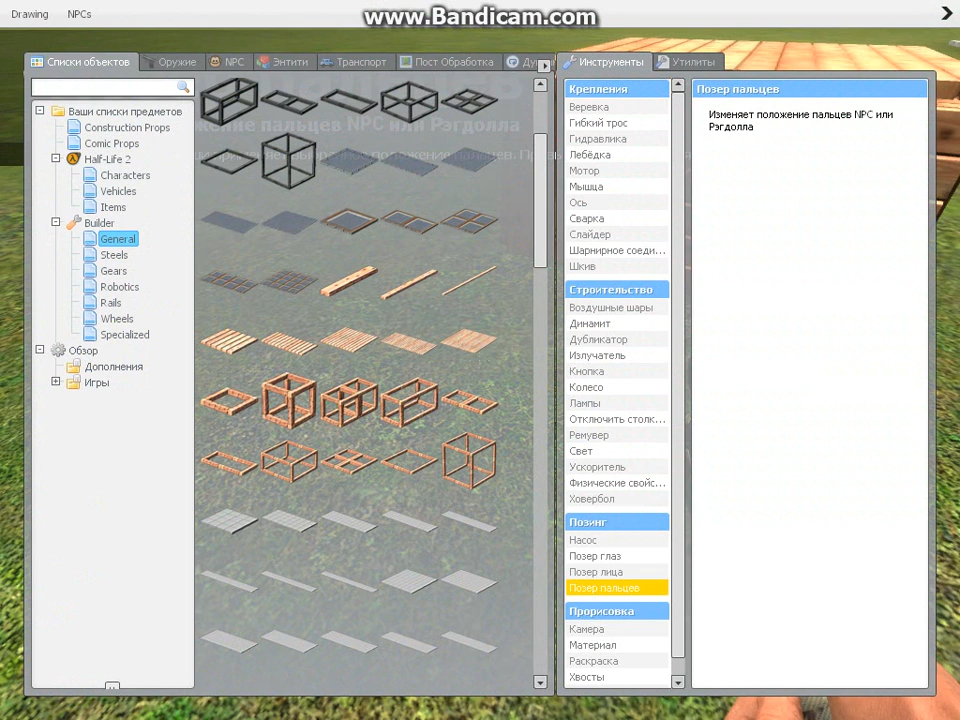 Drawing NPCs
www.Bandicam.com
Списки объектов Оружие NPC Энтити Транспорт Пост Обработка
Инструменты Утилиты
Ваши списки предметов
Construction Props
Comic Props
Half-Life 2
Characters
Vehicles
Items
Builder
General
Steels
Gears
Robotics
Rails
Wheels
Specialized
Обзор
Дополнения
Игры
Крепления
Веревка
Гибкий трос
Гидравлика
Лебёдка
Мотор
Мышца
Ось
Сварка
Слайдер
Шарнирное соеди...
Шкив
Строительство
Воздушные шары
Динамит
Дубликатор
Излучатель
Кнопка
Колесо
Лампы
Отключить столк...
Ремувер
Свет
Ускоритель
Физические свойс...
Ховербол
Позинг
Насос
Позер глаз
Позер лица
Позер пальцев
Прорисовка
Камера
Материал
Раскраска
Хвосты
Позер пальцев
Изменяет положение пальцев NPC или
Рэгдолла